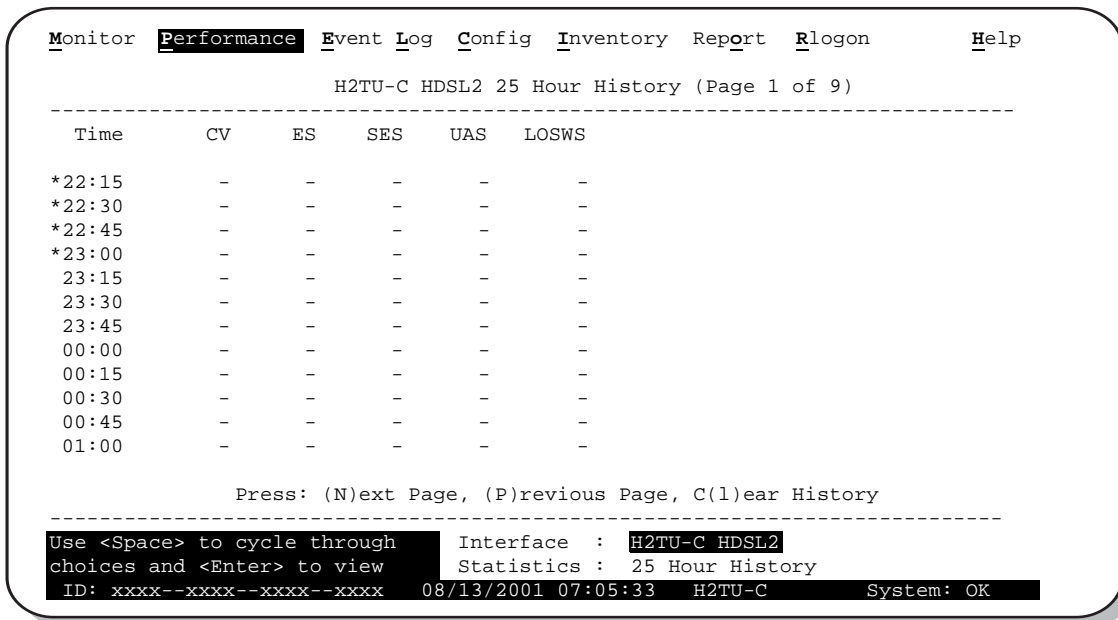 Monitor Performance Event Log Config Inventory Report Rlogon Help
H2TU-C HDSL2 25 Hour History (Page 1 of 9)
--------------------------------------------------------------------------------
Time CV ES SES UAS LOSWS
*22:15 - - - - -
*22:30 - - - - -
*22:45 - - - - -
*23:00 - - - - -
23:15 - - - - -
23:30 - - - - -
23:45 - - - - -
00:00 - - - - -
00:15 - - - - -
00:30 - - - - -
00:45 - - - - -
01:00 - - - - -
Press: (N)ext Page, (P)revious Page, C(l)ear History
-------------------------------------------------------------------------------
Use <Space> to cycle through Interface : H2TU-C HDSL2
choices and <Enter> to view Statistics : 25 Hour History
ID: xxxx--xxxx--xxxx--xxxx 08/13/2001 07:05:33 H2TU-C System: OK